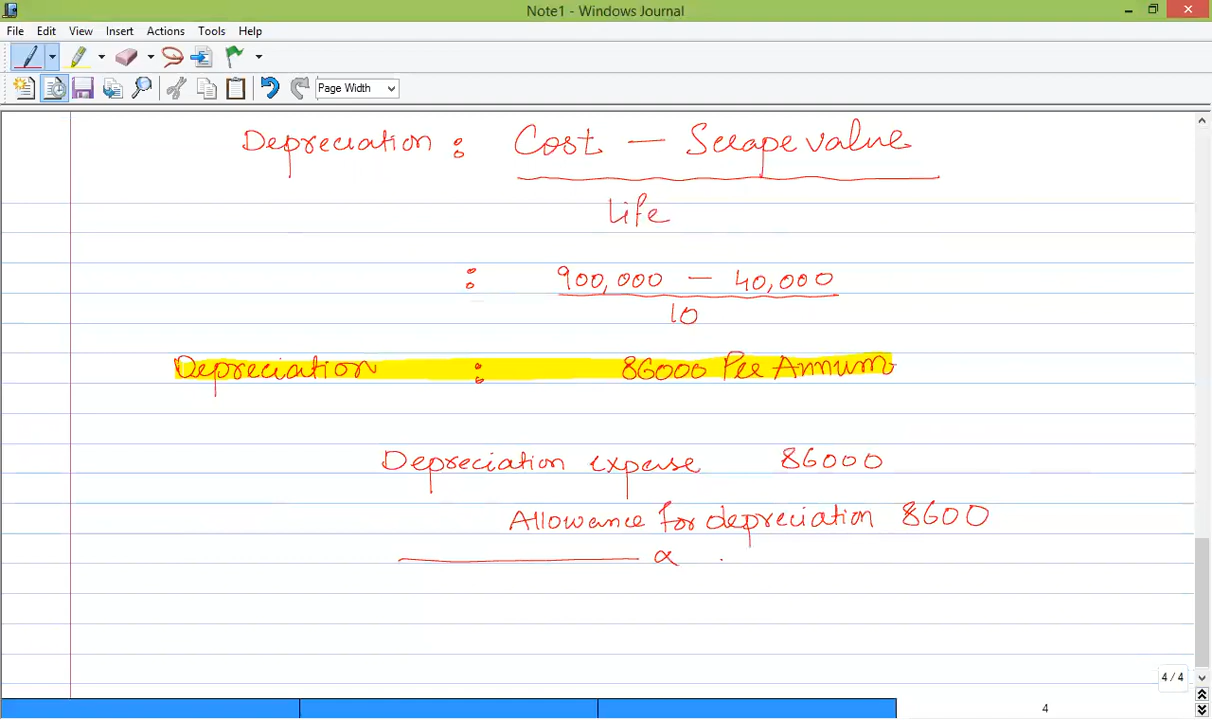 Note1 - Windows Journal
File Edit View Insert Actions Tools Help
Page Width
Depreciation : Cost — Scrape value
Life
: 900,000 — 40,000
10
Depreciation : 86000 Per Annum
Depreciation expense 86000
Allowance for depreciation 8600
4 / 4
4